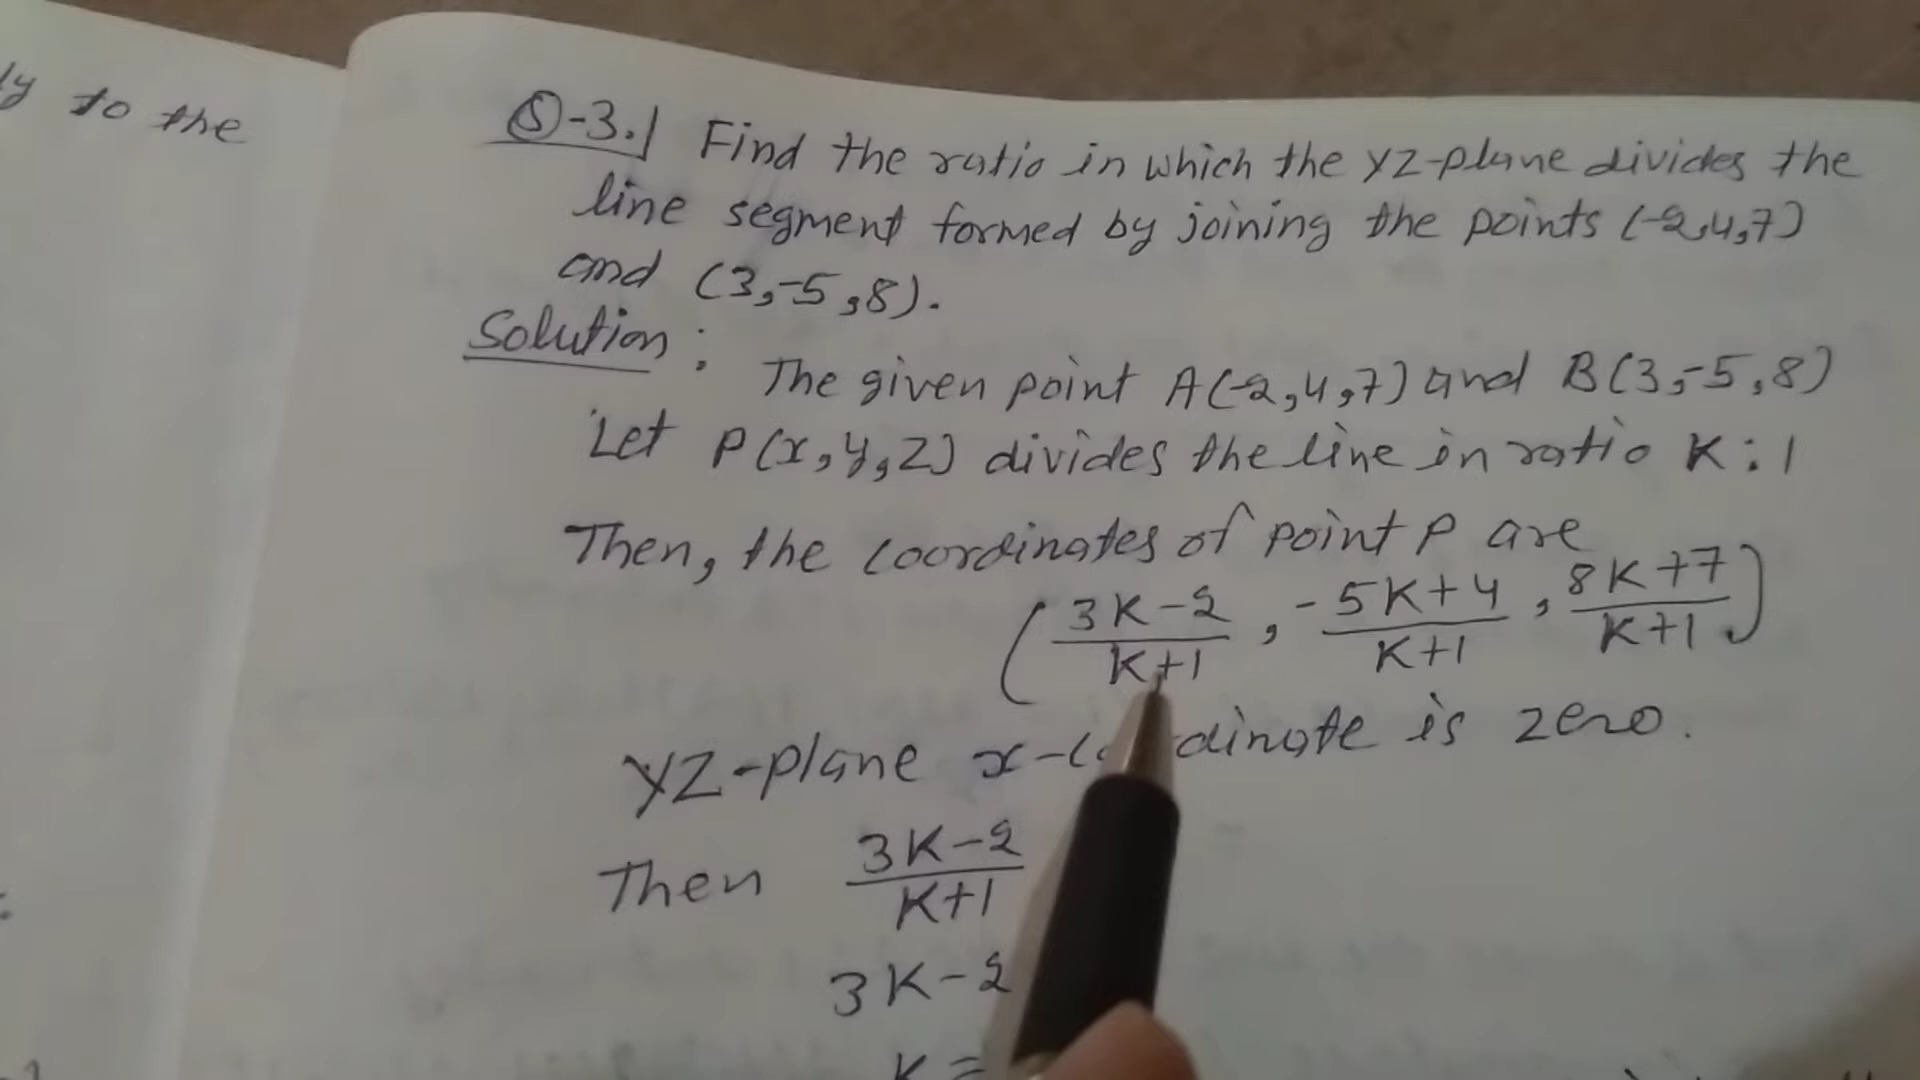 ly to the
Q-3. Find the ratio in which the YZ-plane divides the
line segment formed by joining the points (-2,4,7)
and (3,-5,8).
Solution:
The given point A(-2,4,7) and B(3,-5,8)
Let P(x,y,z) divides the line in ratio K:1
Then, the coordinates of point P are
(3K-2/K+1, -5K+4/K+1, 8K+7/K+1)
YZ-plane x-co dinate is zero.
Then 3K-2/K+1
3K-2
K=